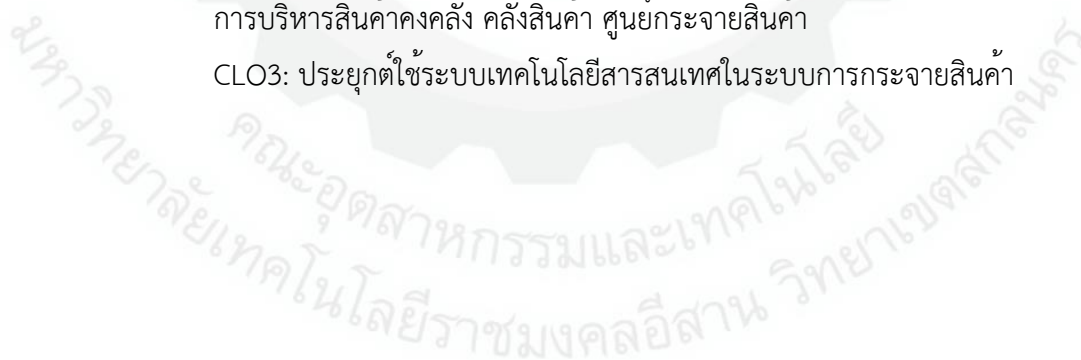 การบริหารสินคาคงคลัง คลังสินคา ศูนยกระจายสินคา
CLO3: ประยุกต์ใช้ระบบเทคโนโลยีสารสนเทศในระบบการกระจายสินค้า
คณะอุตสาหกรรมและเทคโนโลยี
มหาวิทยาลัยเทคโนโลยีราชมงคลอีสาน วิทยาเขตสกลนคร